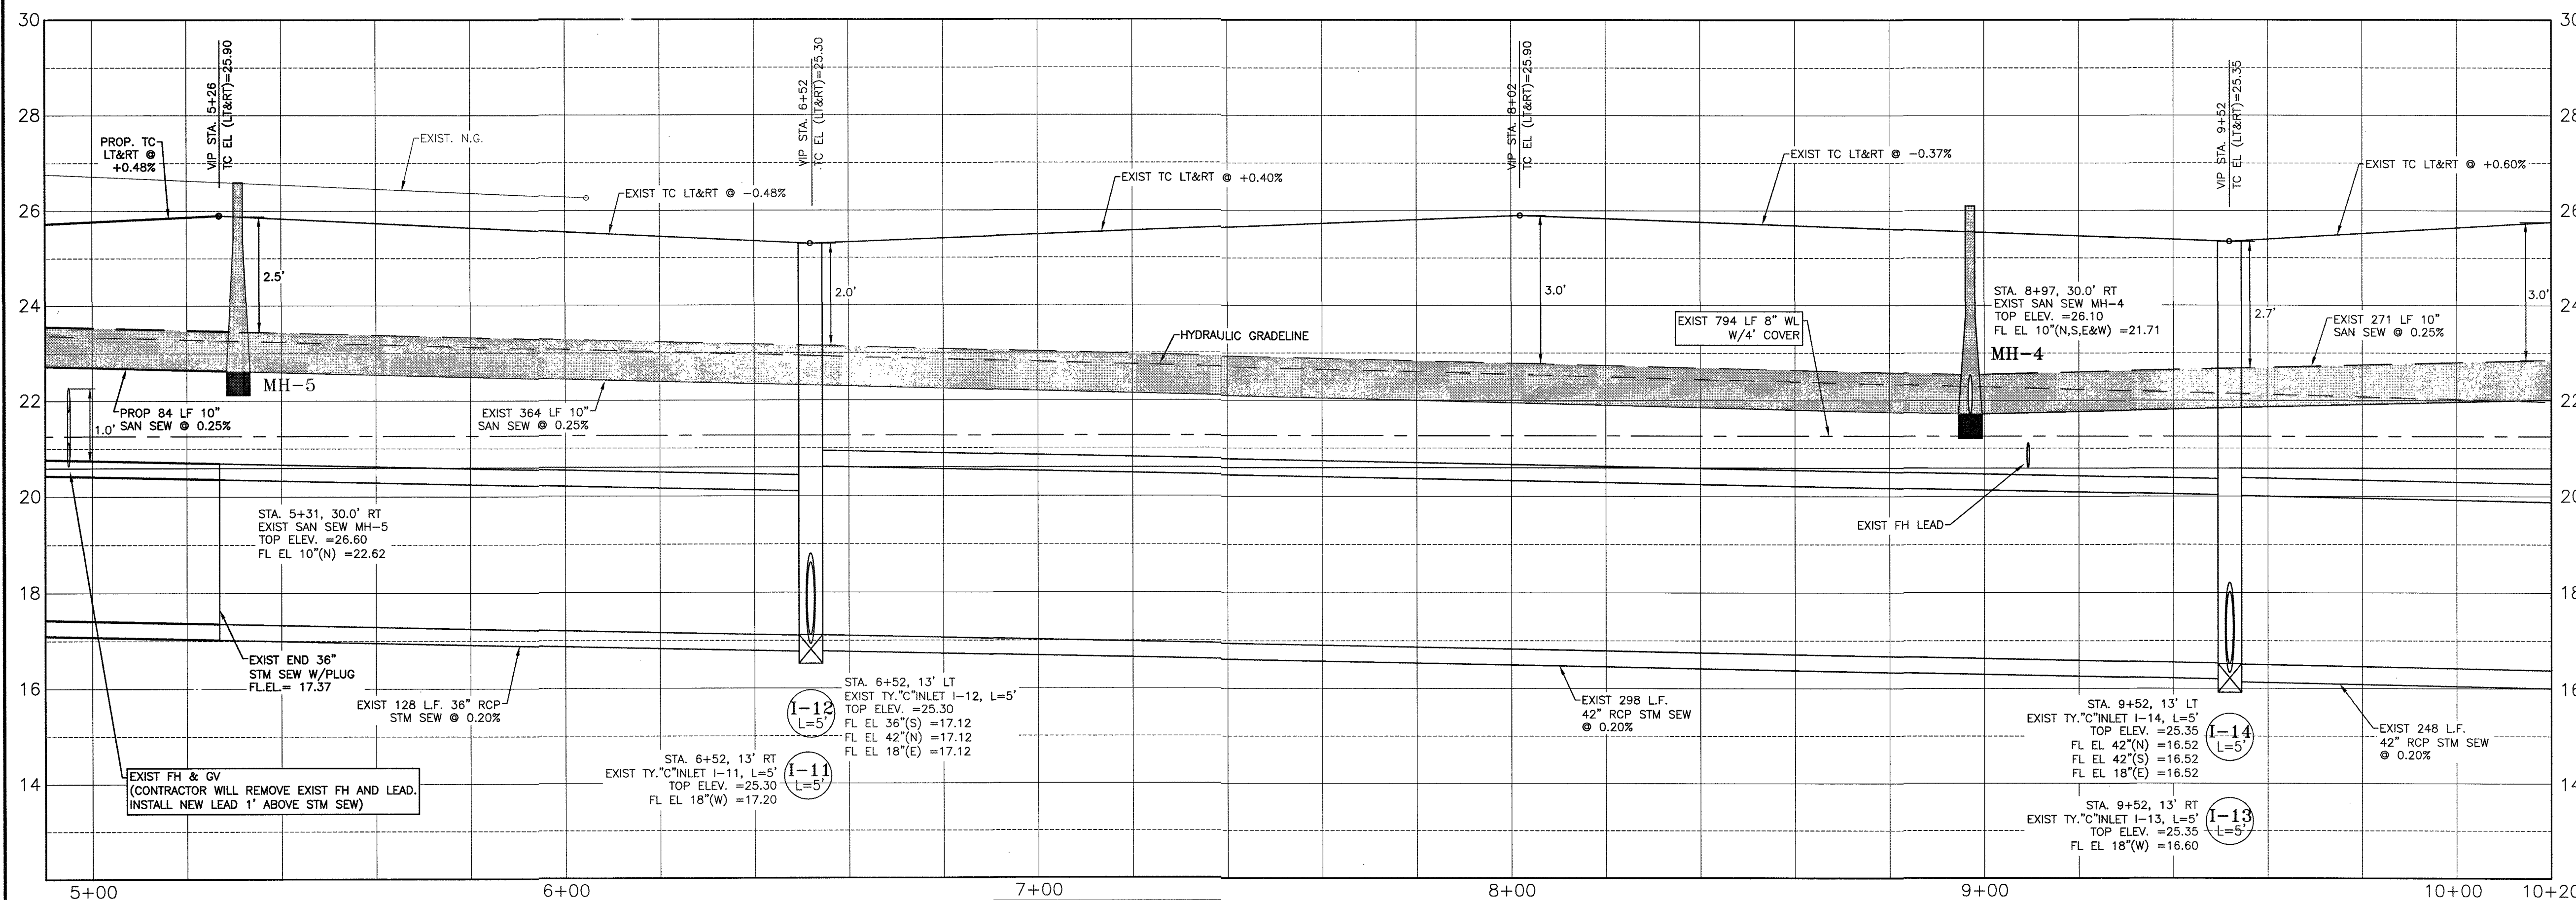 30
28
26
24
22
20
18
16
14
VIP STA. 5+26
TC EL (LT&RT)=25.90
VIP STA. 6+52
TC EL (LT&RT)=25.30
VIP STA. 8+02
TC EL (LT&RT)=25.90
VIP STA. 9+52
TC EL (LT&RT)=25.35
PROP. TC
LT&RT @
+0.48%
EXIST. N.G.
EXIST TC LT&RT @ -0.48%
EXIST TC LT&RT @ +0.40%
EXIST TC LT&RT @ -0.37%
EXIST TC LT&RT @ +0.60%
2.5'
2.0'
3.0'
2.7'
3.0'
HYDRAULIC GRADELINE
EXIST 794 LF 8" WL
W/4' COVER
STA. 8+97, 30.0' RT
EXIST SAN SEW MH-4
TOP ELEV. =26.10
FL EL 10"(N,S,E&W) =21.71
MH-4
EXIST 271 LF 10"
SAN SEW @ 0.25%
MH-5
PROP 84 LF 10"
SAN SEW @ 0.25%
1.0'
EXIST 364 LF 10"
SAN SEW @ 0.25%
STA. 5+31, 30.0' RT
EXIST SAN SEW MH-5
TOP ELEV. =26.60
FL EL 10"(N) =22.62
EXIST FH LEAD
EXIST END 36"
STM SEW W/PLUG
FL.EL.= 17.37
EXIST 128 L.F. 36" RCP
STM SEW @ 0.20%
I-12
L=5'
STA. 6+52, 13' LT
EXIST TY."C"INLET I-12, L=5'
TOP ELEV. =25.30
FL EL 36"(S) =17.12
FL EL 42"(N) =17.12
FL EL 18"(E) =17.12
STA. 6+52, 13' RT
EXIST TY."C"INLET I-11, L=5'
TOP ELEV. =25.30
FL EL 18"(W) =17.20
I-11
L=5'
EXIST 298 L.F.
42" RCP STM SEW
@ 0.20%
STA. 9+52, 13' LT
EXIST TY."C"INLET I-14, L=5'
TOP ELEV. =25.35
FL EL 42"(N) =16.52
FL EL 42"(S) =16.52
FL EL 18"(E) =16.52
I-14
L=5'
EXIST 248 L.F.
42" RCP STM SEW
@ 0.20%
STA. 9+52, 13' RT
EXIST TY."C"INLET I-13, L=5'
TOP ELEV. =25.35
FL EL 18"(W) =16.60
I-13
L=5'
EXIST FH & GV
(CONTRACTOR WILL REMOVE EXIST FH AND LEAD.
INSTALL NEW LEAD 1' ABOVE STM SEW)
30
28
26
24
22
20
18
16
14
5+00
6+00
7+00
8+00
9+00
10+00
10+20